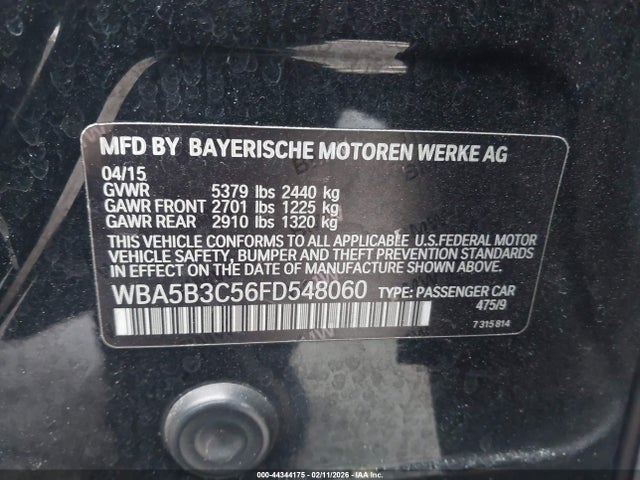 MFD BY BAYERISCHE MOTOREN WERKE AG
04/15
GVWR 5379 lbs 2440 kg
GAWR FRONT 2701 lbs 1225 kg
GAWR REAR 2910 lbs 1320 kg
THIS VEHICLE CONFORMS TO ALL APPLICABLE U.S.FEDERAL MOTOR
VEHICLE SAFETY, BUMPER AND THEFT PREVENTION STANDARDS
IN EFFECT ON THE DATE OF MANUFACTURE SHOWN ABOVE.
WBA5B3C56FD548060 TYPE: PASSENGER CAR
475/9
7 315 814
000-44344175 - 02/11/2026 - IAA Inc.